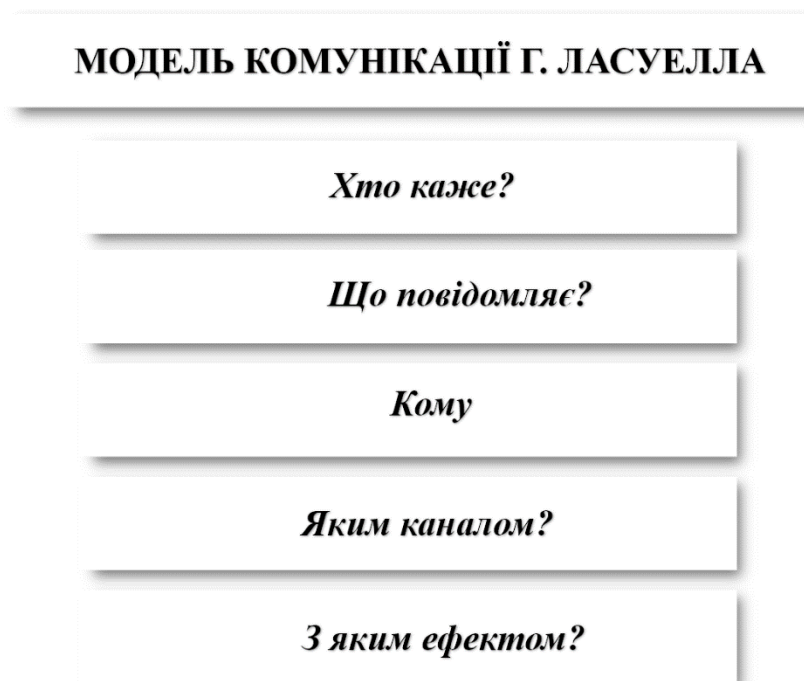 МОДЕЛЬ КОМУНІКАЦІЇ Г. ЛАСУЕЛЛА
Хто каже?
Що повідомляє?
Кому
Яким каналом?
З яким ефектом?